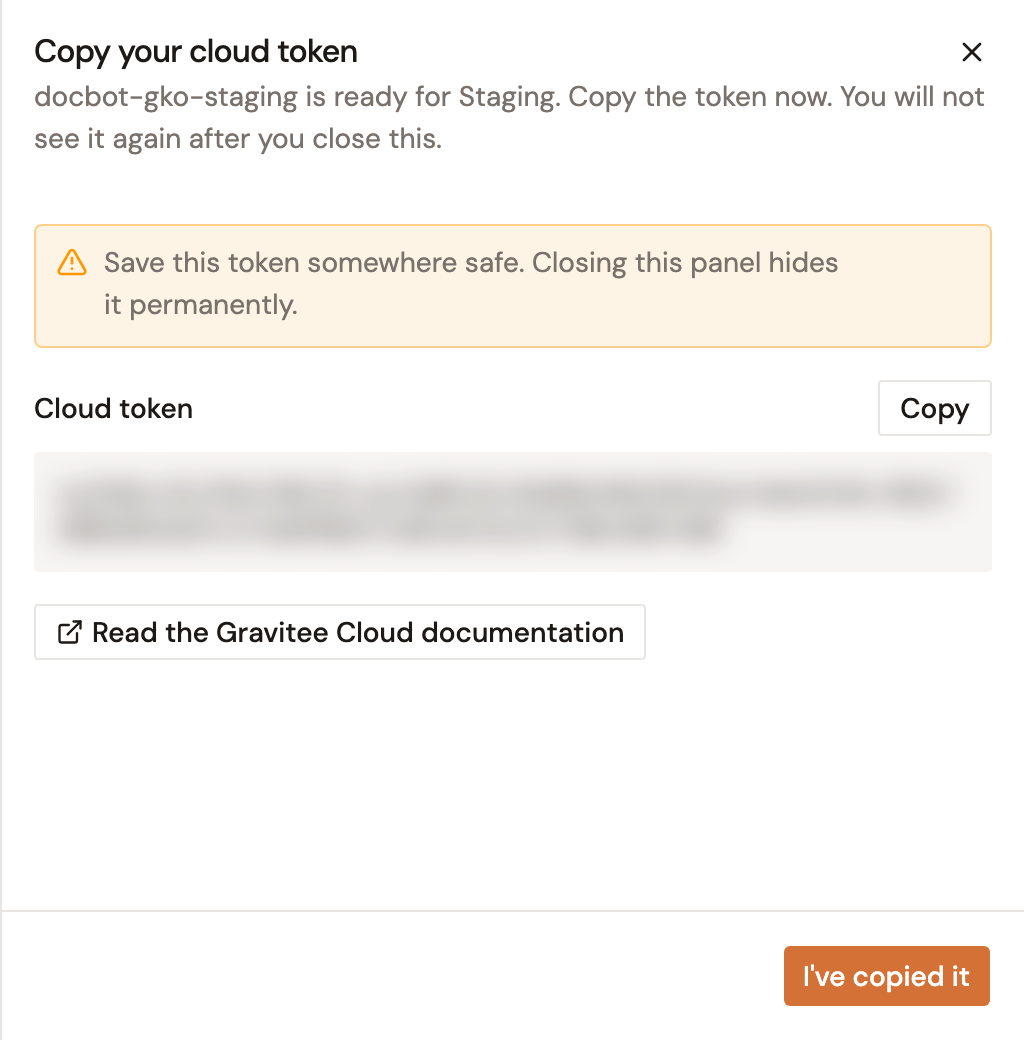 Copy your cloud token
docbot-gko-staging is ready for Staging. Copy the token now. You will not
see it again after you close this.
Save this token somewhere safe. Closing this panel hides
it permanently.
Cloud token
Copy
Read the Gravitee Cloud documentation
I've copied it